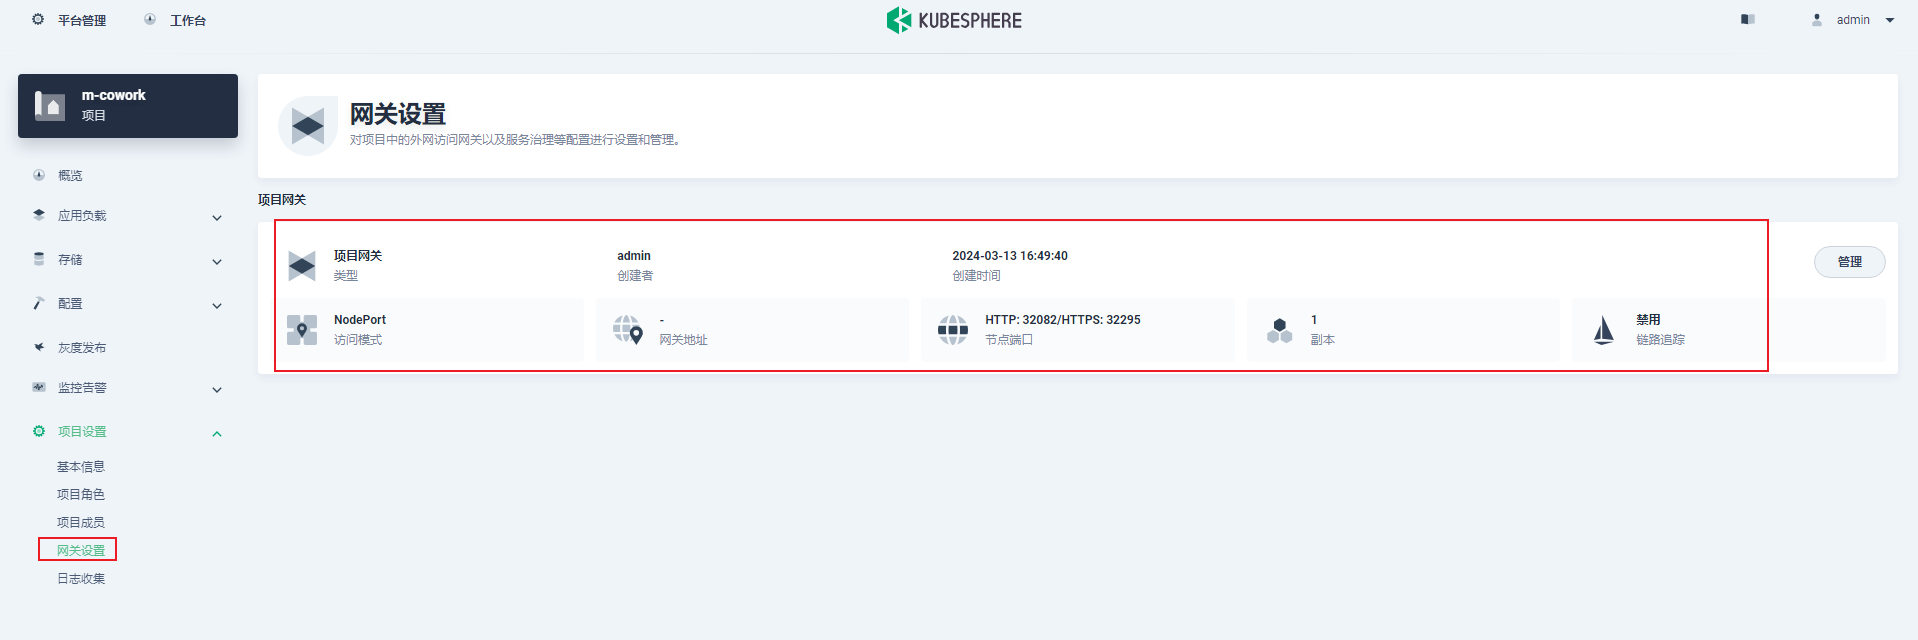 平台管理
工作台
KUBESPHERE
admin
m-cowork
项目
概览
应用负载
存储
配置
灰度发布
监控告警
项目设置
基本信息
项目角色
项目成员
网关设置
日志收集
网关设置
对项目中的外网访问网关以及服务治理等配置进行设置和管理。
项目网关
项目网关
类型
admin
创建者
2024-03-13 16:49:40
创建时间
管理
NodePort
访问模式
-
网关地址
HTTP: 32082/HTTPS: 32295
节点端口
1
副本
禁用
链路追踪